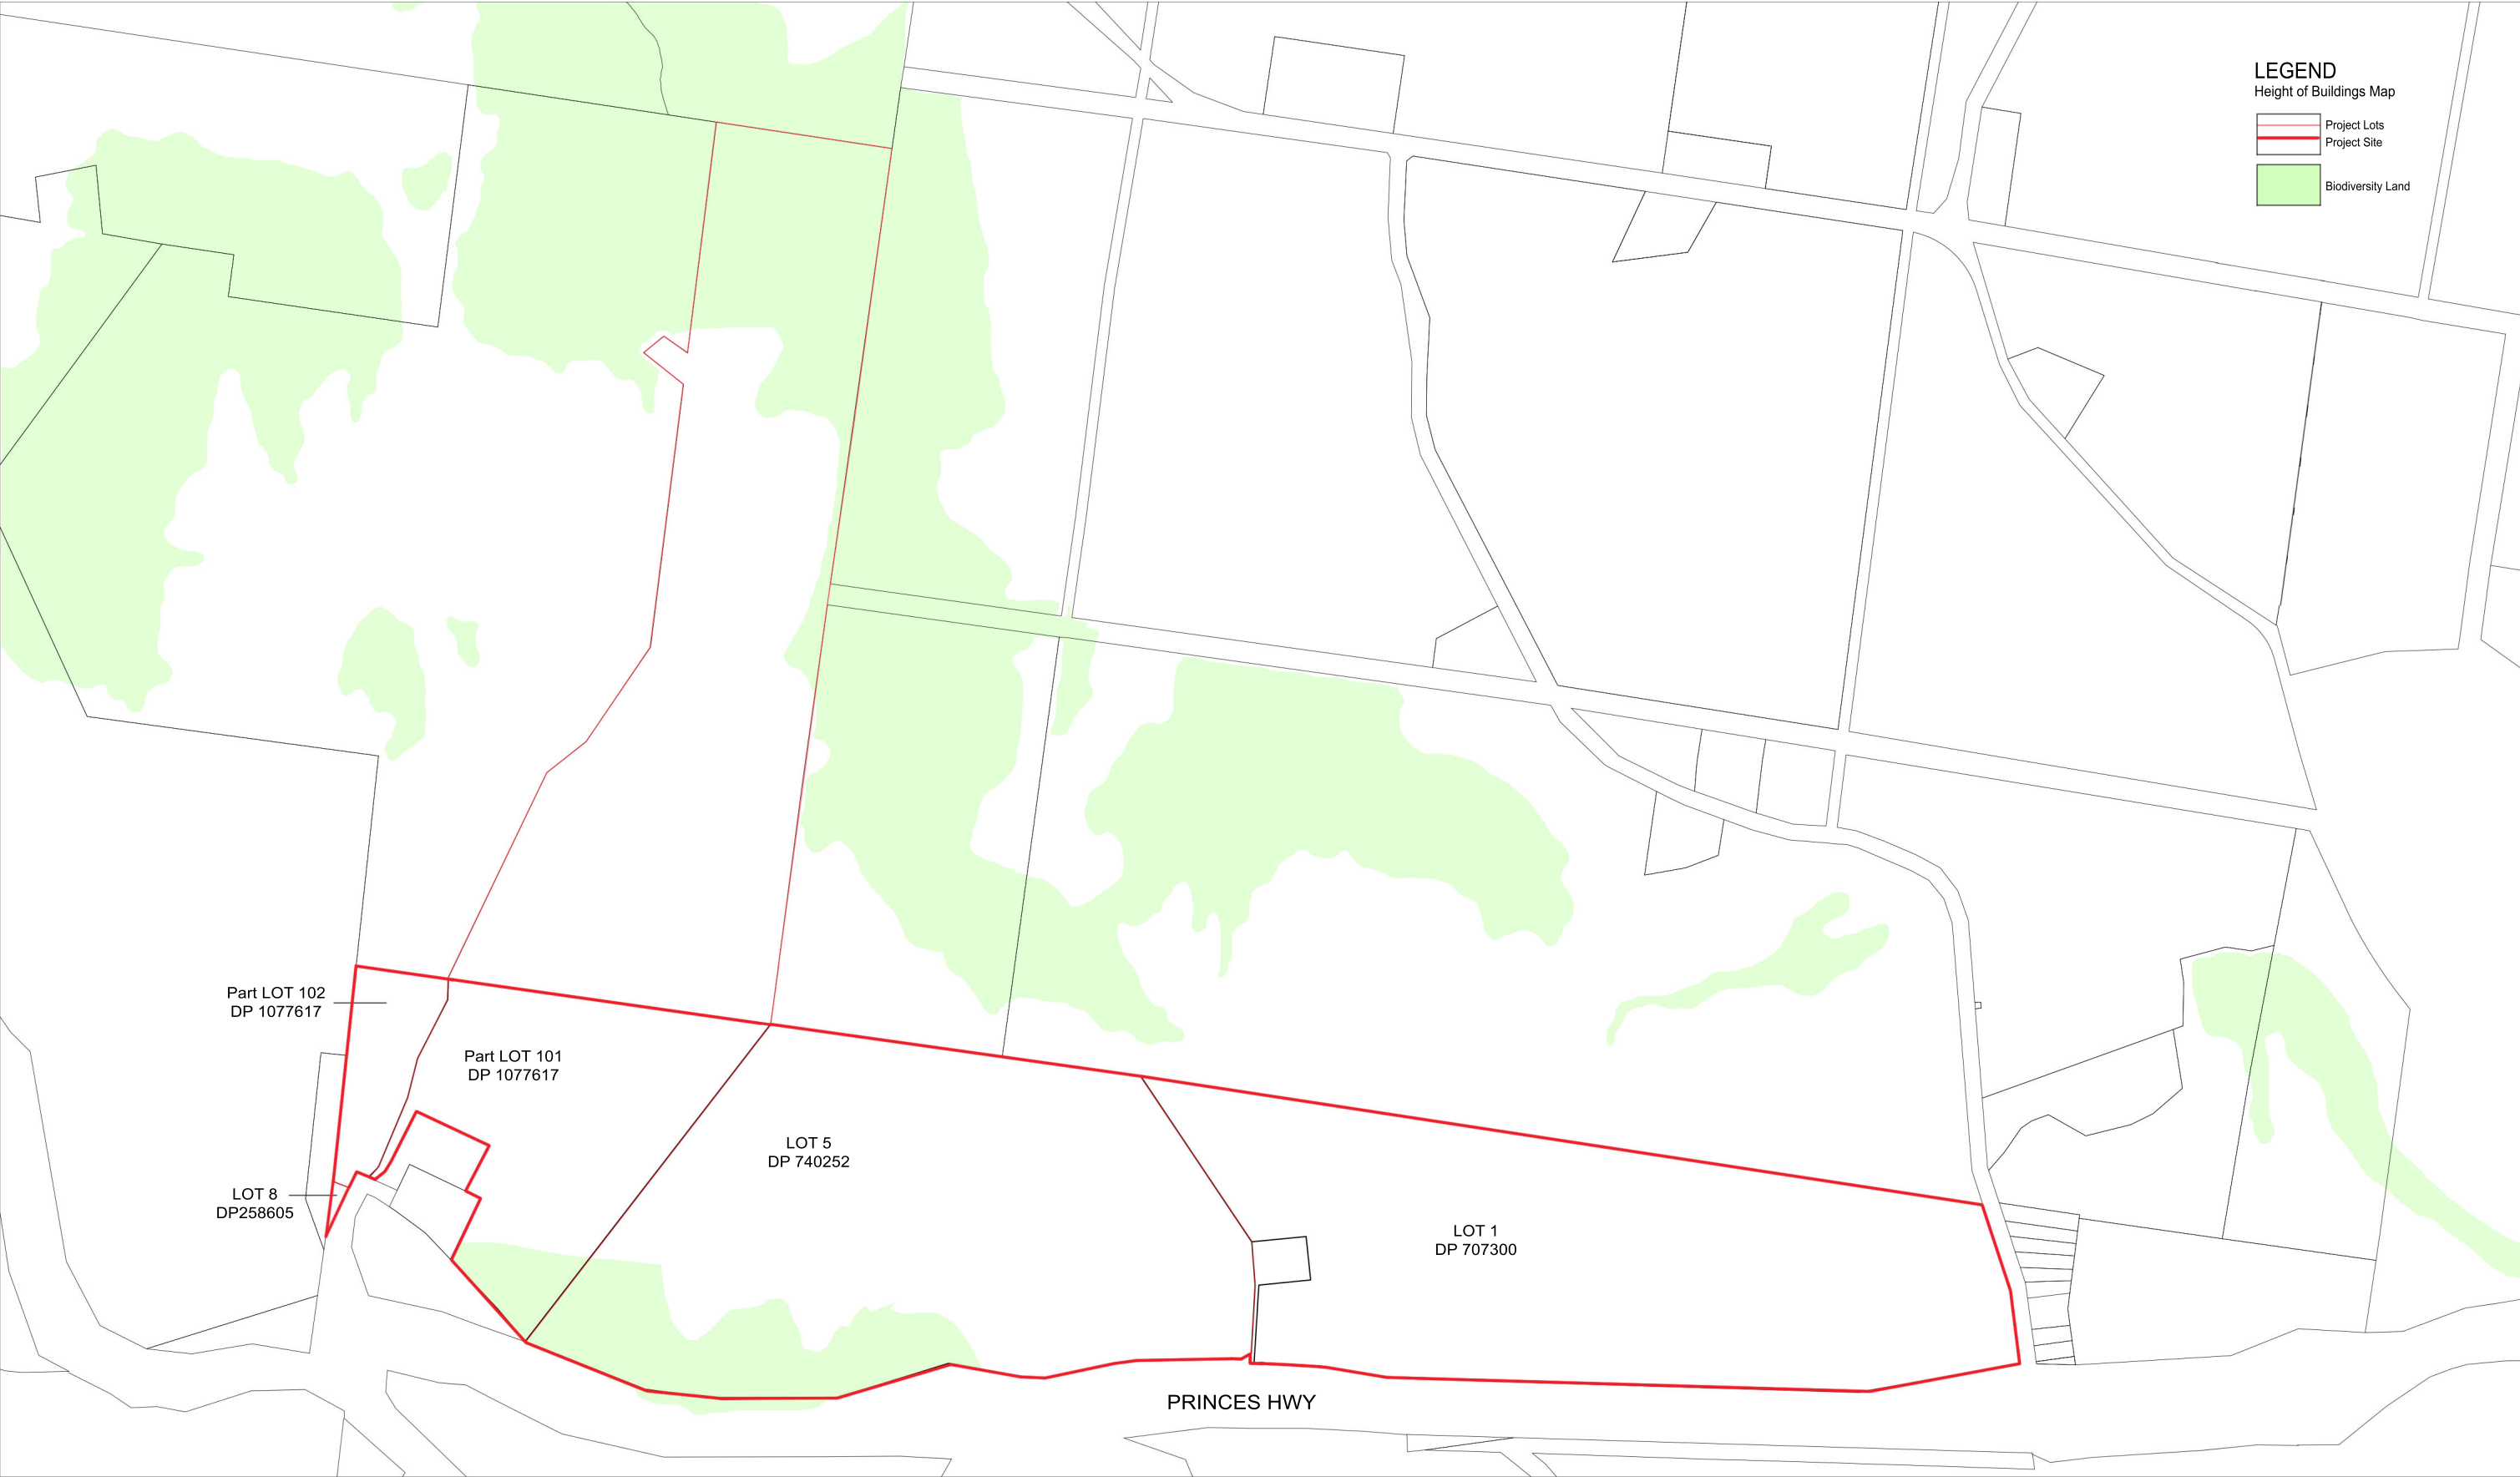 LEGEND
Height of Buildings Map
Project Lots
Project Site
Biodiversity Land
Part LOT 102
DP 1077617
Part LOT 101
DP 1077617
LOT 5
DP 740252
LOT 8
DP258605
LOT 1
DP 707300
PRINCES HWY